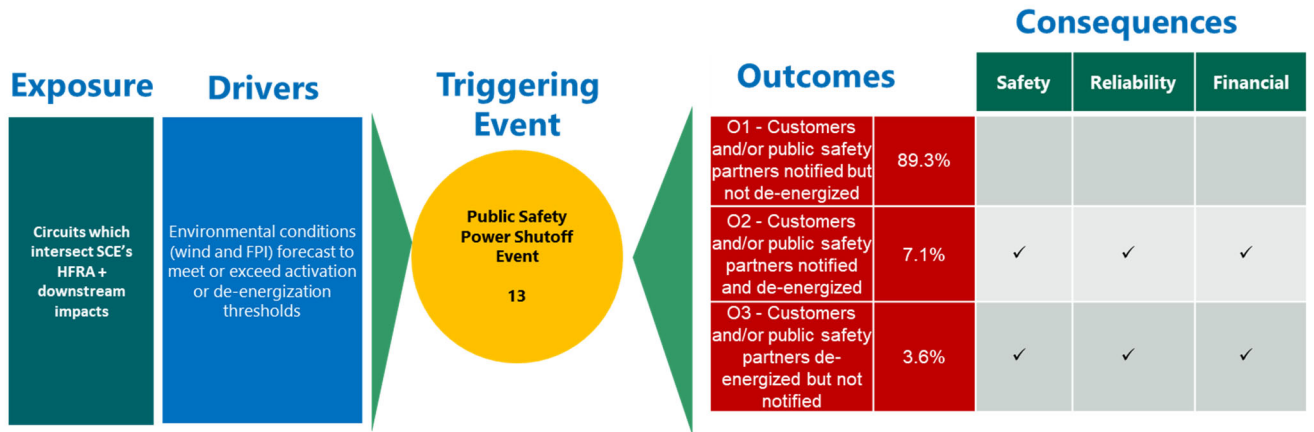 Consequences
Exposure
Drivers
Triggering
Event
Outcomes
Safety
Reliability
Financial
Circuits which
intersect SCE's
HFRA +
downstream
impacts
Environmental conditions
(wind and FPI) forecast to
meet or exceed activation
or de-energization
thresholds
Public Safety
Power Shutoff
Event
13
O1 - Customers
and/or public safety
partners notified but
not de-energized
89.3%
O2 - Customers
and/or public safety
partners notified
and de-energized
7.1%
✓
✓
✓
O3 - Customers
and/or public safety
partners de-
energized but not
notified
3.6%
✓
✓
✓